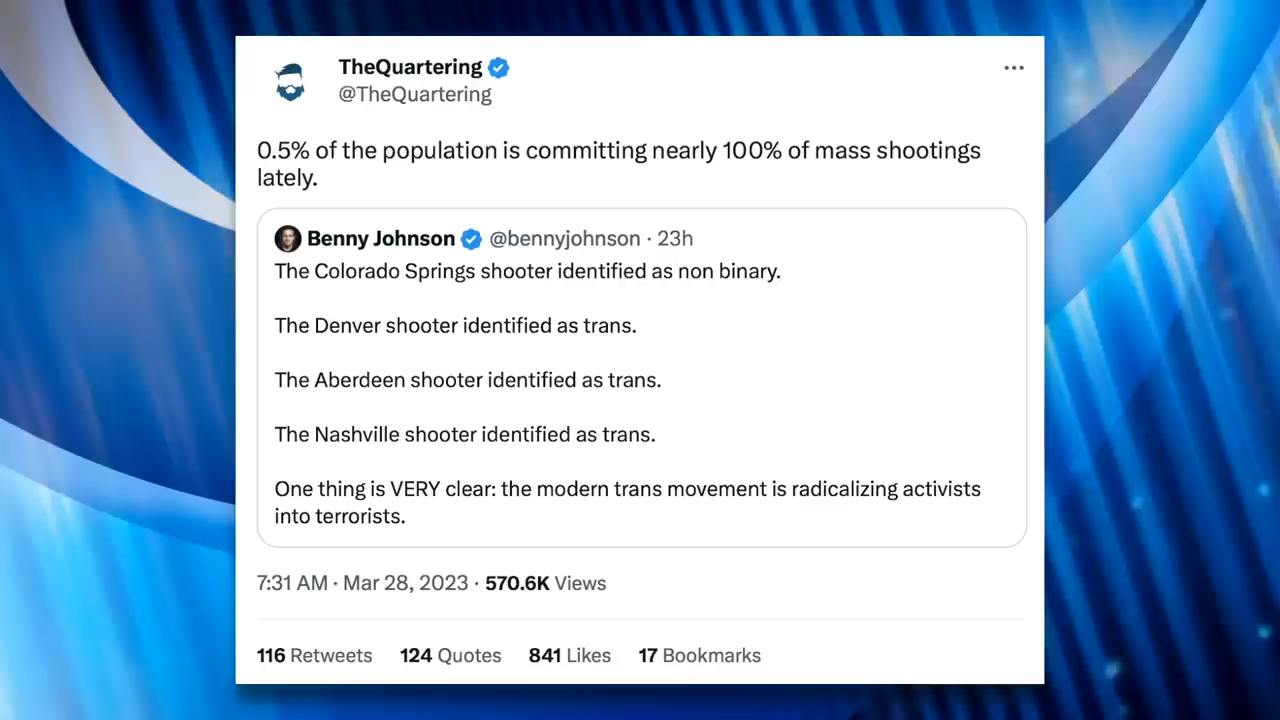 TheQuartering
@TheQuartering
0.5% of the population is committing nearly 100% of mass shootings
lately.
Benny Johnson @bennyjohnson · 23h
The Colorado Springs shooter identified as non binary.
The Denver shooter identified as trans.
The Aberdeen shooter identified as trans.
The Nashville shooter identified as trans.
One thing is VERY clear: the modern trans movement is radicalizing activists
into terrorists.
7:31 AM · Mar 28, 2023 · 570.6K Views
116 Retweets 124 Quotes 841 Likes 17 Bookmarks